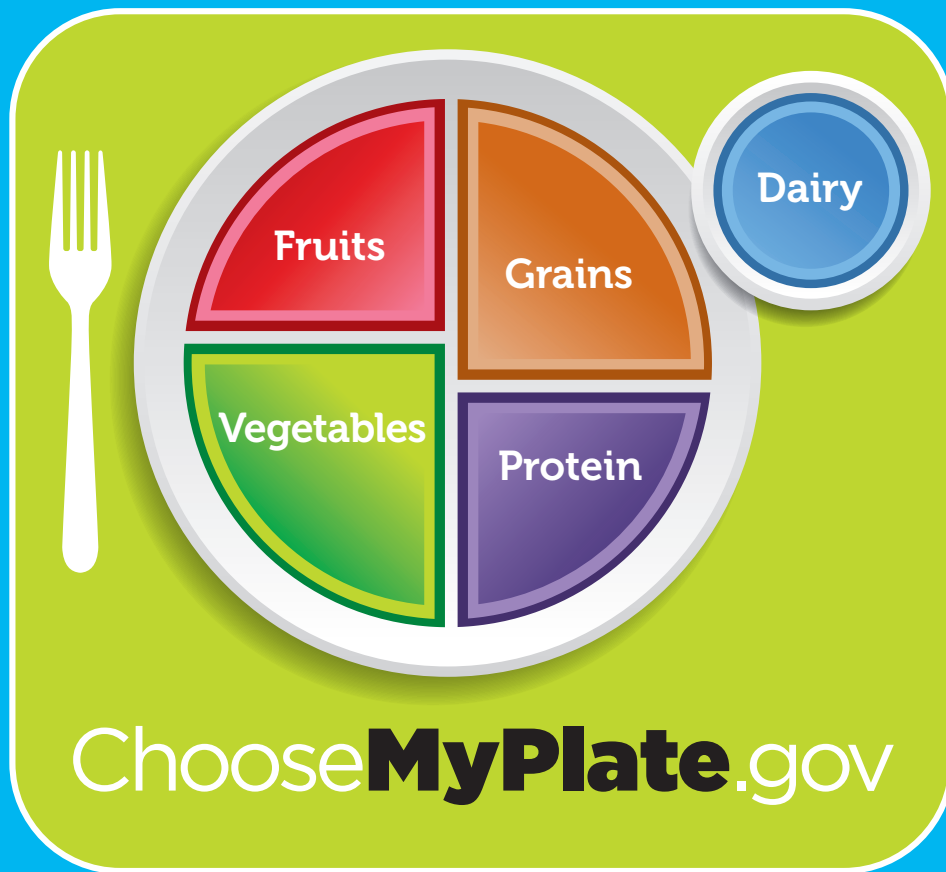 Fruits
Grains
Dairy
Vegetables
Protein
ChooseMyPlate.gov